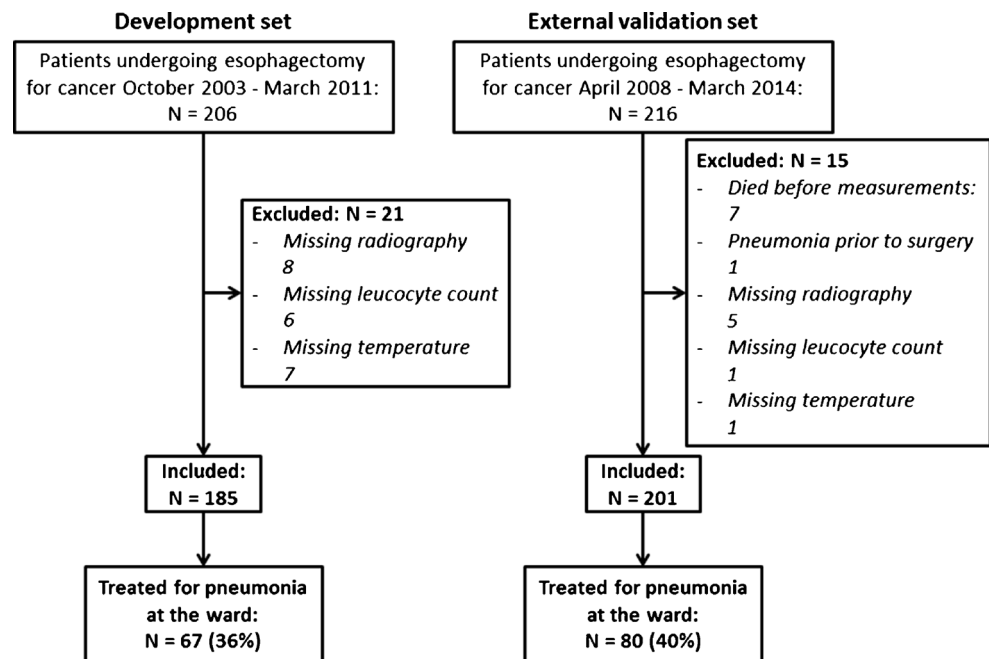 Development set
Patients undergoing esophagectomy
for cancer October 2003 - March 2011:
N = 206
Excluded: N = 21
- Missing radiography
8
- Missing leucocyte count
6
- Missing temperature
7
Included:
N = 185
Treated for pneumonia
at the ward:
N = 67 (36%)
External validation set
Patients undergoing esophagectomy
for cancer April 2008 - March 2014:
N = 216
Excluded: N = 15
- Died before measurements:
7
- Pneumonia prior to surgery
1
- Missing radiography
5
- Missing leucocyte count
1
- Missing temperature
1
Included:
N = 201
Treated for pneumonia
at the ward:
N = 80 (40%)